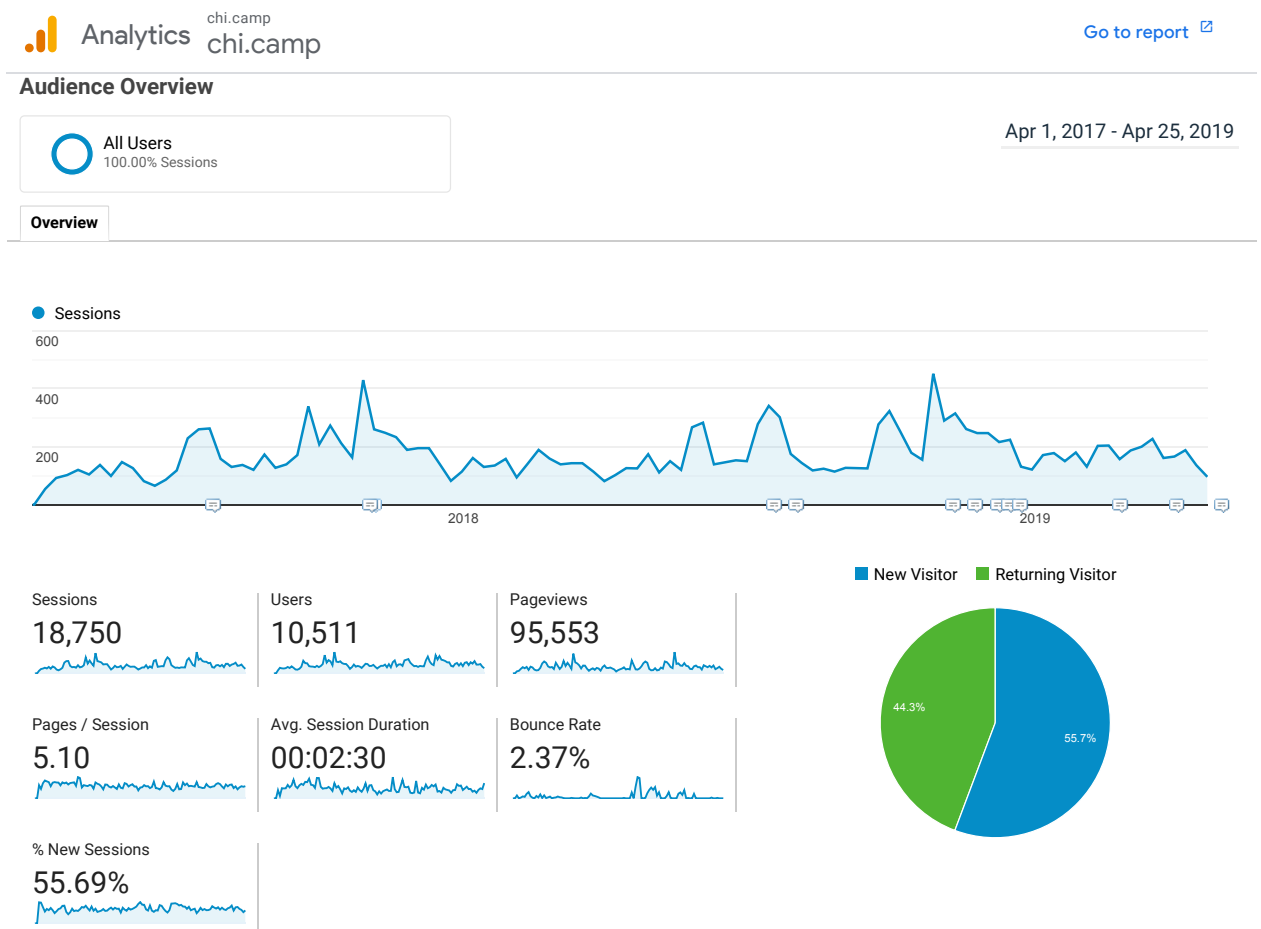 chi.camp
Analytics chi.camp
Go to report
Audience Overview
All Users
100.00% Sessions
Apr 1, 2017 - Apr 25, 2019
Overview
Sessions
600
400
200
2018 2019
New Visitor Returning Visitor
Sessions
18,750
Users
10,511
Pageviews
95,553
Pages / Session
5.10
Avg. Session Duration
00:02:30
Bounce Rate
2.37%
% New Sessions
55.69%
44.3%
55.7%